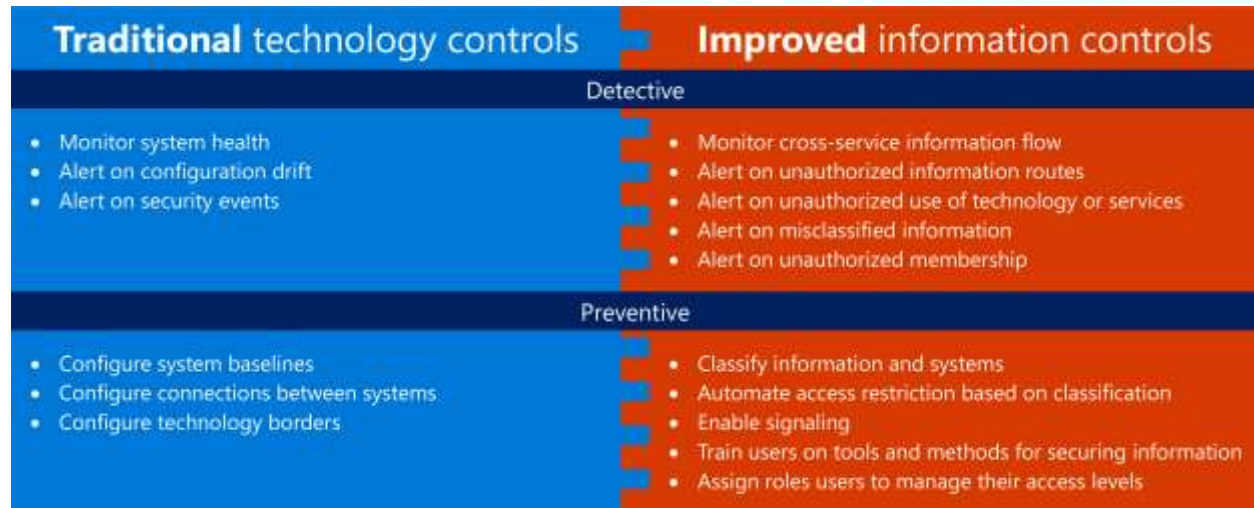 Traditional technology controls
Improved information controls
Detective
• Monitor system health
• Alert on configuration drift
• Alert on security events
• Monitor cross-service information flow
• Alert on unauthorized information routes
• Alert on unauthorized use of technology or services
• Alert on misclassified information
• Alert on unauthorized membership
Preventive
• Configure system baselines
• Configure connections between systems
• Configure technology borders
• Classify information and systems
• Automate access restriction based on classification
• Enable signaling
• Train users on tools and methods for securing information
• Assign roles users to manage their access levels